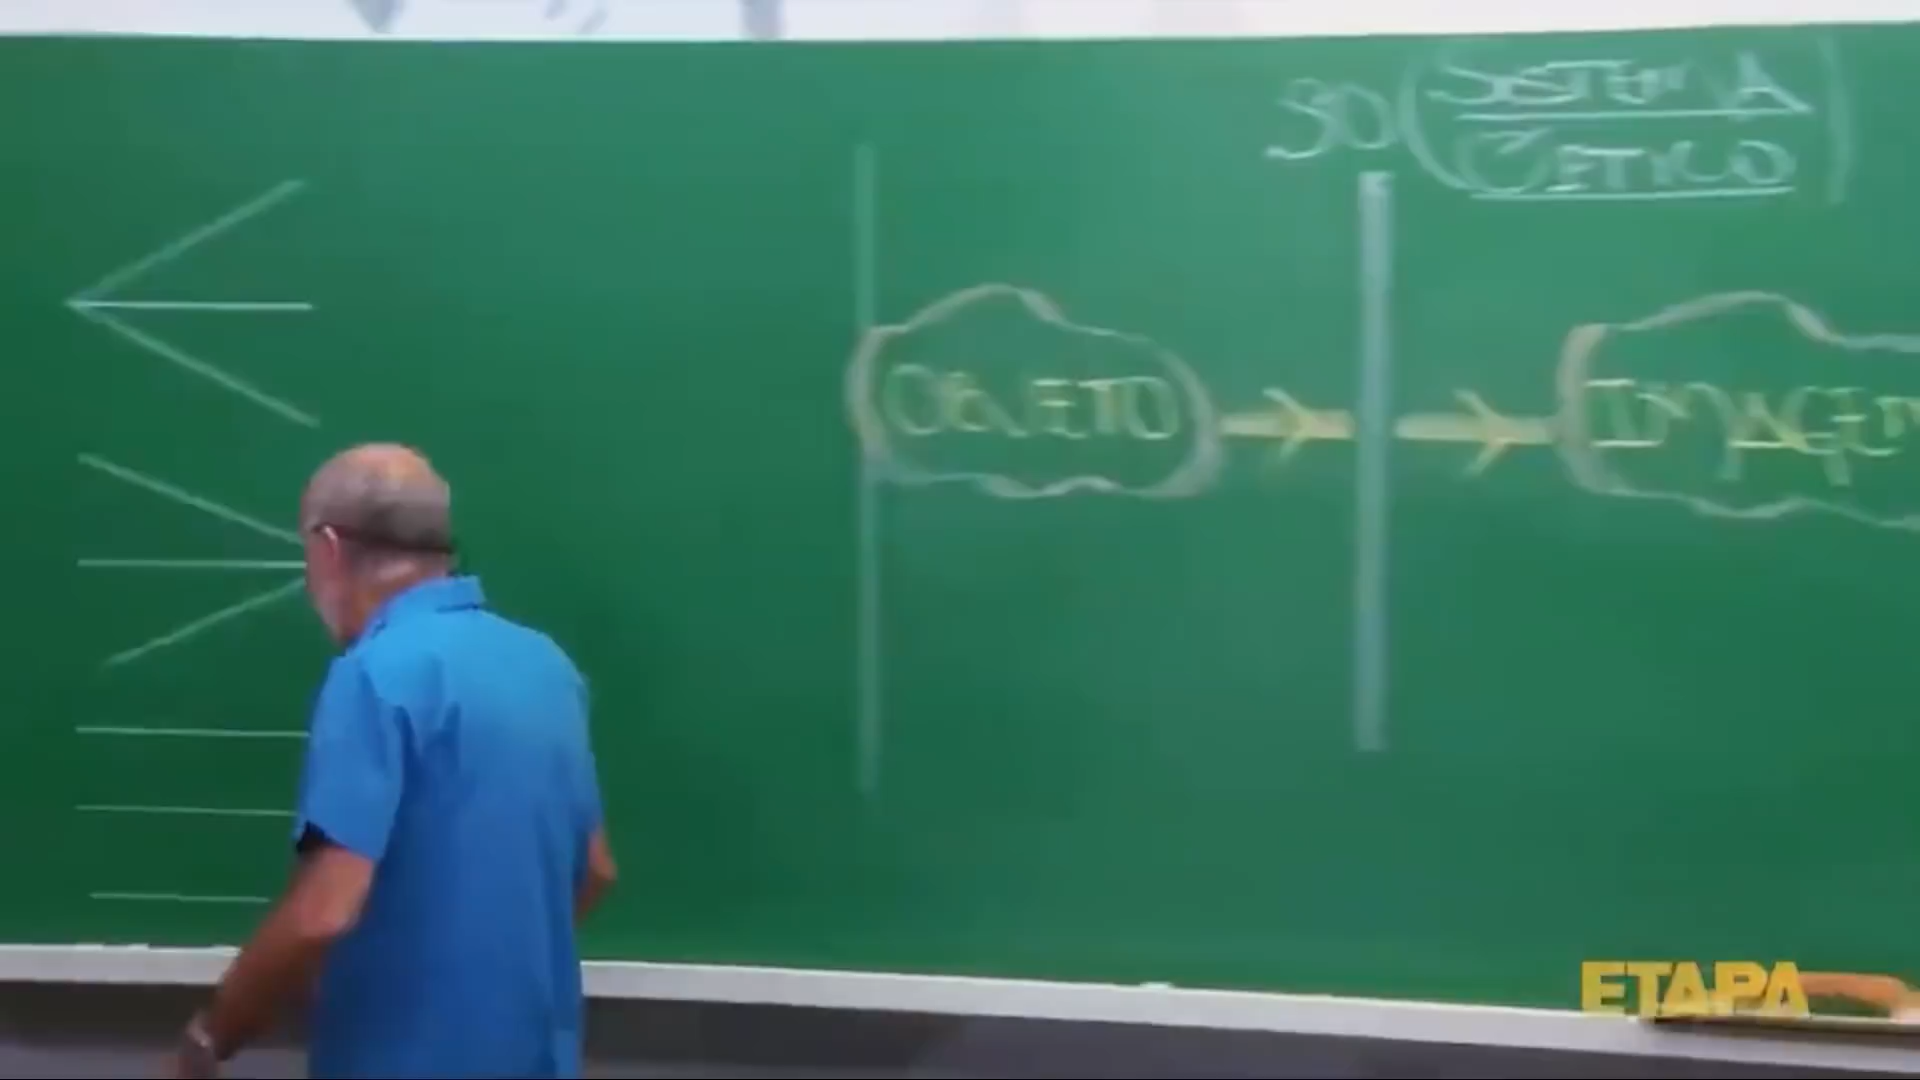 SO (SISTEMA
ÓPTICO)
OBJETO
IMAGEM
ETAPA